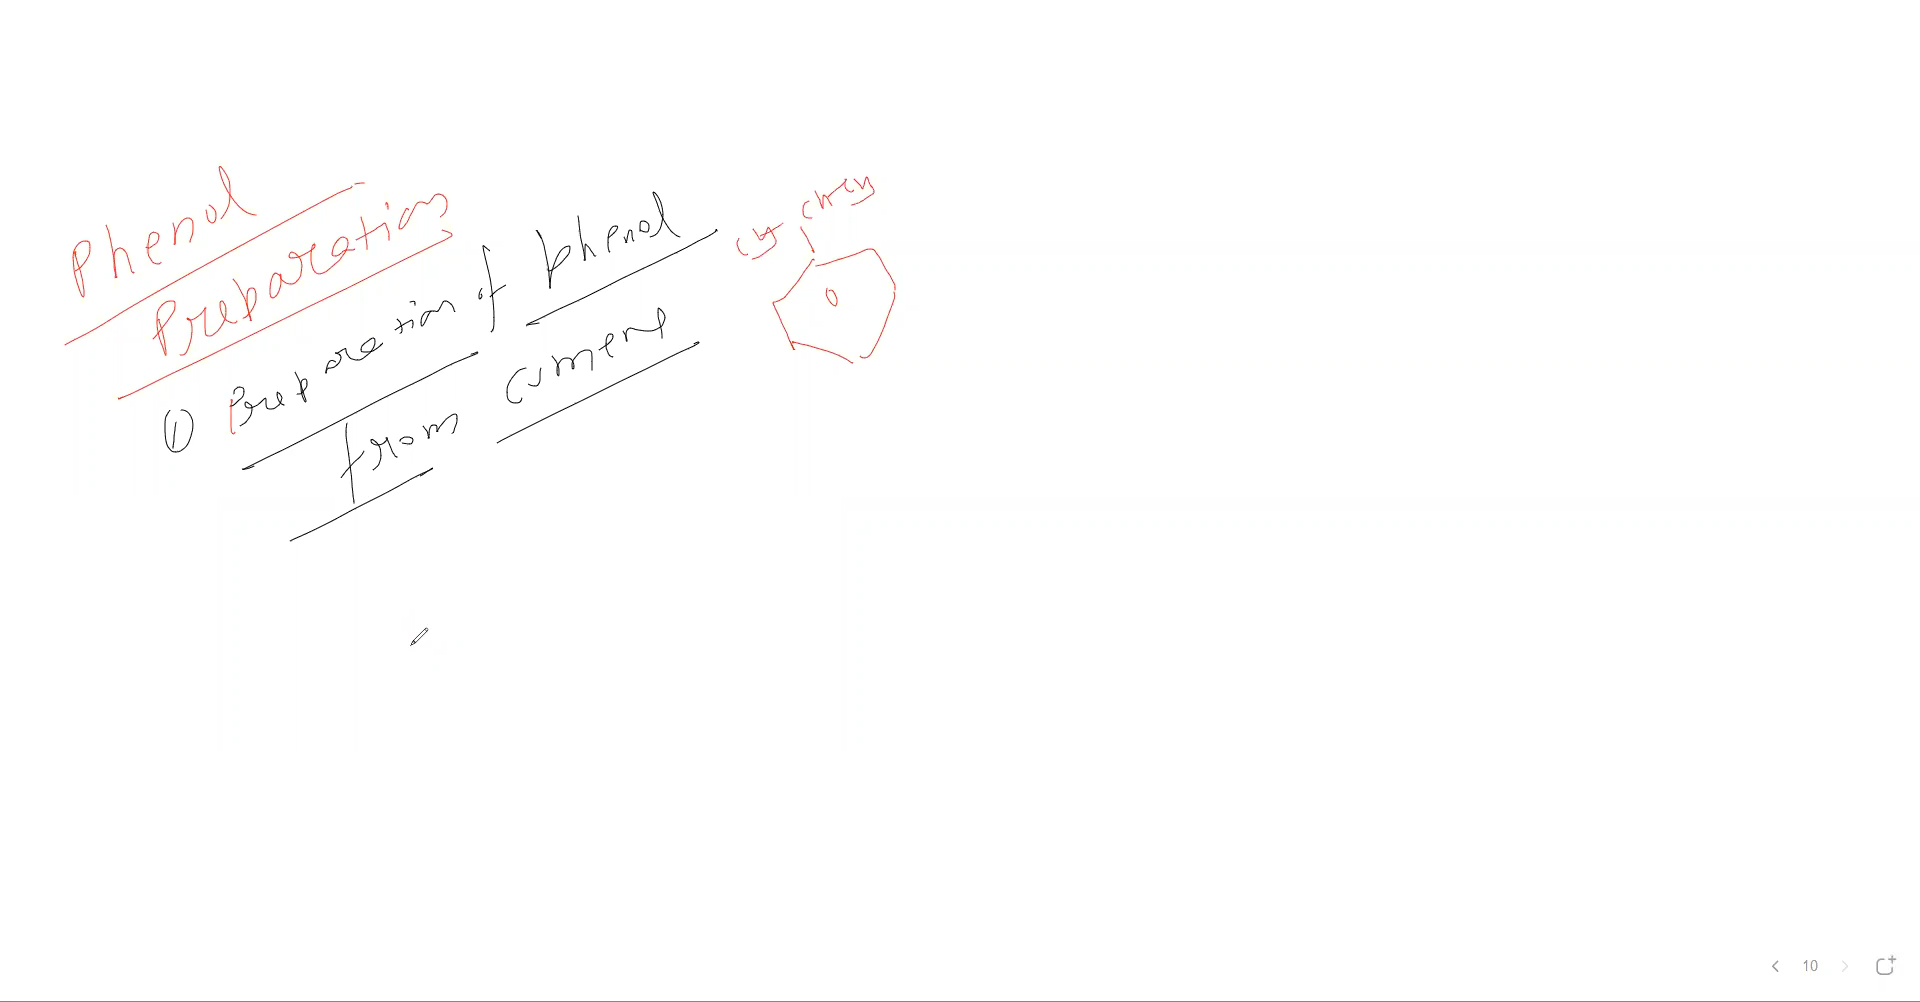 Phenol
Preparation
① Preparation of phenol
from cumene
CH3 CH CH3
O
10